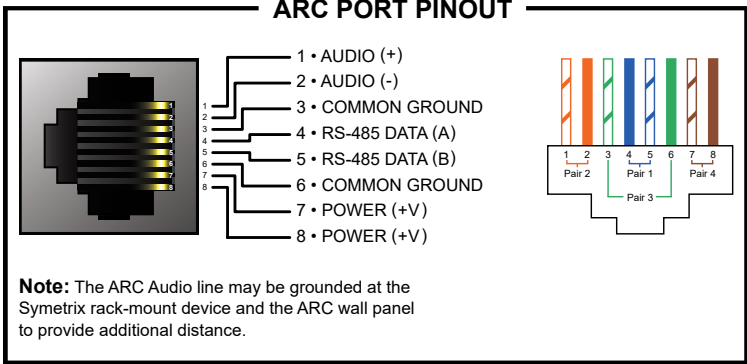 ARC PORT PINOUT
1 • AUDIO (+)
2 • AUDIO (-)
3 • COMMON GROUND
4 • RS-485 DATA (A)
5 • RS-485 DATA (B)
6 • COMMON GROUND
7 • POWER (+V)
8 • POWER (+V)
1
2
3
4
5
6
7
8
1
2
3
4
5
6
7
8
1 2 3 4 5 6 7 8
Pair 2 Pair 1 Pair 4
Pair 3
Note: The ARC Audio line may be grounded at the
Symetrix rack-mount device and the ARC wall panel
to provide additional distance.